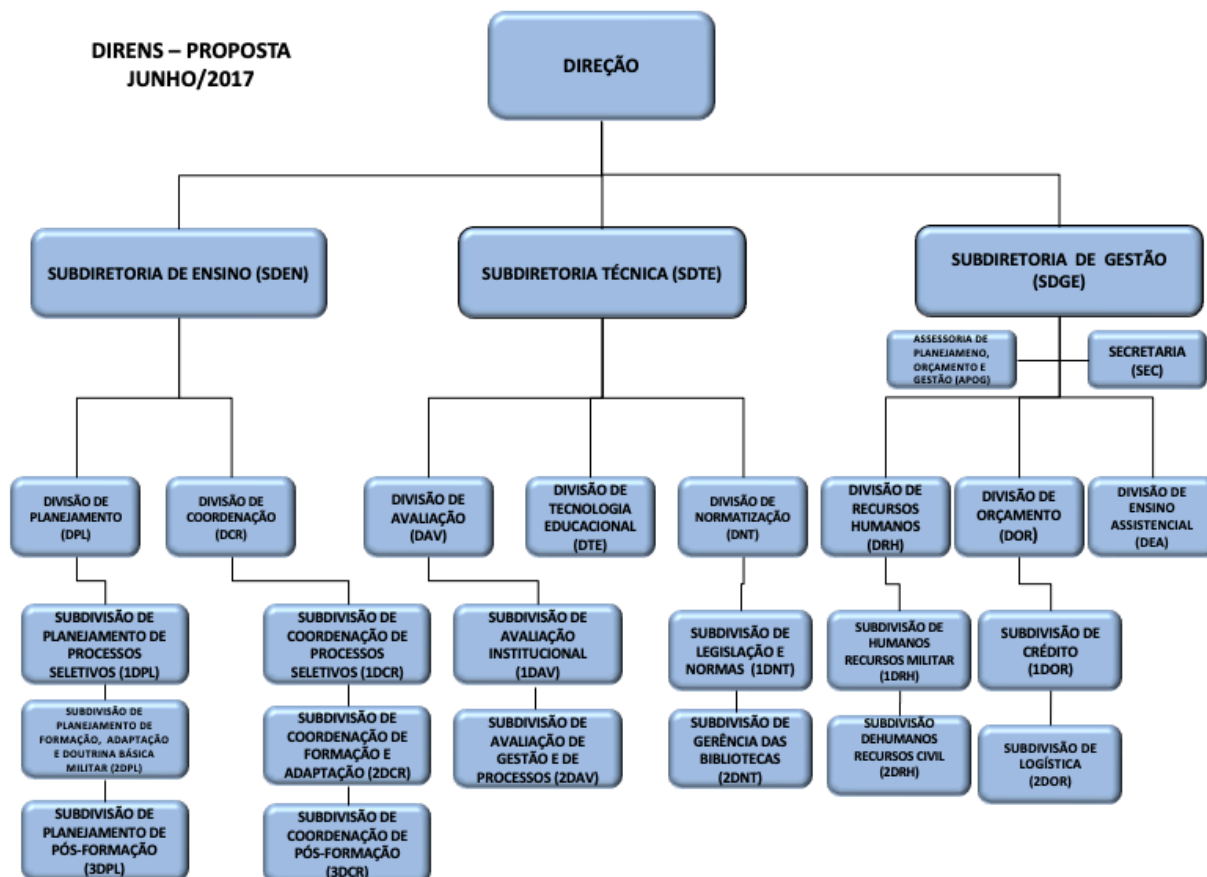 DIRENS – PROPOSTA
JUNHO/2017
DIREÇÃO
SUBDIRETORIA DE ENSINO (SDEN)
SUBDIRETORIA TÉCNICA (SDTE)
SUBDIRETORIA DE GESTÃO
(SDGE)
ASSESSORIA DE
PLANEJAMENO,
ORÇAMENTO E
GESTÃO (APOG)
SECRETARIA
(SEC)
DIVISÃO DE
PLANEJAMENTO
(DPL)
DIVISÃO DE
COORDENAÇÃO
(DCR)
DIVISÃO DE
AVALIAÇÃO
(DAV)
DIVISÃO DE
TECNOLOGIA
EDUCACIONAL
(DTE)
DIVISÃO DE
NORMATIZAÇÃO
(DNT)
DIVISÃO DE
RECURSOS
HUMANOS
(DRH)
DIVISÃO DE
ORÇAMENTO
(DOR)
DIVISÃO DE
ENSINO
ASSISTENCIAL
(DEA)
SUBDIVISÃO DE
PLANEJAMENTO DE
PROCESSOS
SELETIVOS (1DPL)
SUBDIVISÃO DE
COORDENAÇÃO DE
PROCESSOS
SELETIVOS (1DCR)
SUBDIVISÃO DE
AVALIAÇÃO
INSTITUCIONAL
(1DAV)
SUBDIVISÃO DE
LEGISLAÇÃO E
NORMAS (1DNT)
SUBDIVISÃO DE
HUMANOS
RECURSOS MILITAR
(1DRH)
SUBDIVISÃO DE
CRÉDITO
(1DOR)
SUBDIVISÃO DE
PLANEJAMENTO DE
FORMAÇÃO, ADAPTAÇÃO
E DOUTRINA BÁSICA
MILITAR (2DPL)
SUBDIVISÃO DE
COORDENAÇÃO DE
FORMAÇÃO E
ADAPTAÇÃO (2DCR)
SUBDIVISÃO DE
AVALIAÇÃO DE
GESTÃO E DE
PROCESSOS (2DAV)
SUBDIVISÃO DE
GERÊNCIA DAS
BIBLIOTECAS
(2DNT)
SUBDIVISÃO
DEHUMANOS
RECURSOS CIVIL
(2DRH)
SUBDIVISÃO DE
LOGÍSTICA
(2DOR)
SUBDIVISÃO DE
PLANEJAMENTO DE
PÓS-FORMAÇÃO
(3DPL)
SUBDIVISÃO DE
COORDENAÇÃO DE
PÓS-FORMAÇÃO
(3DCR)